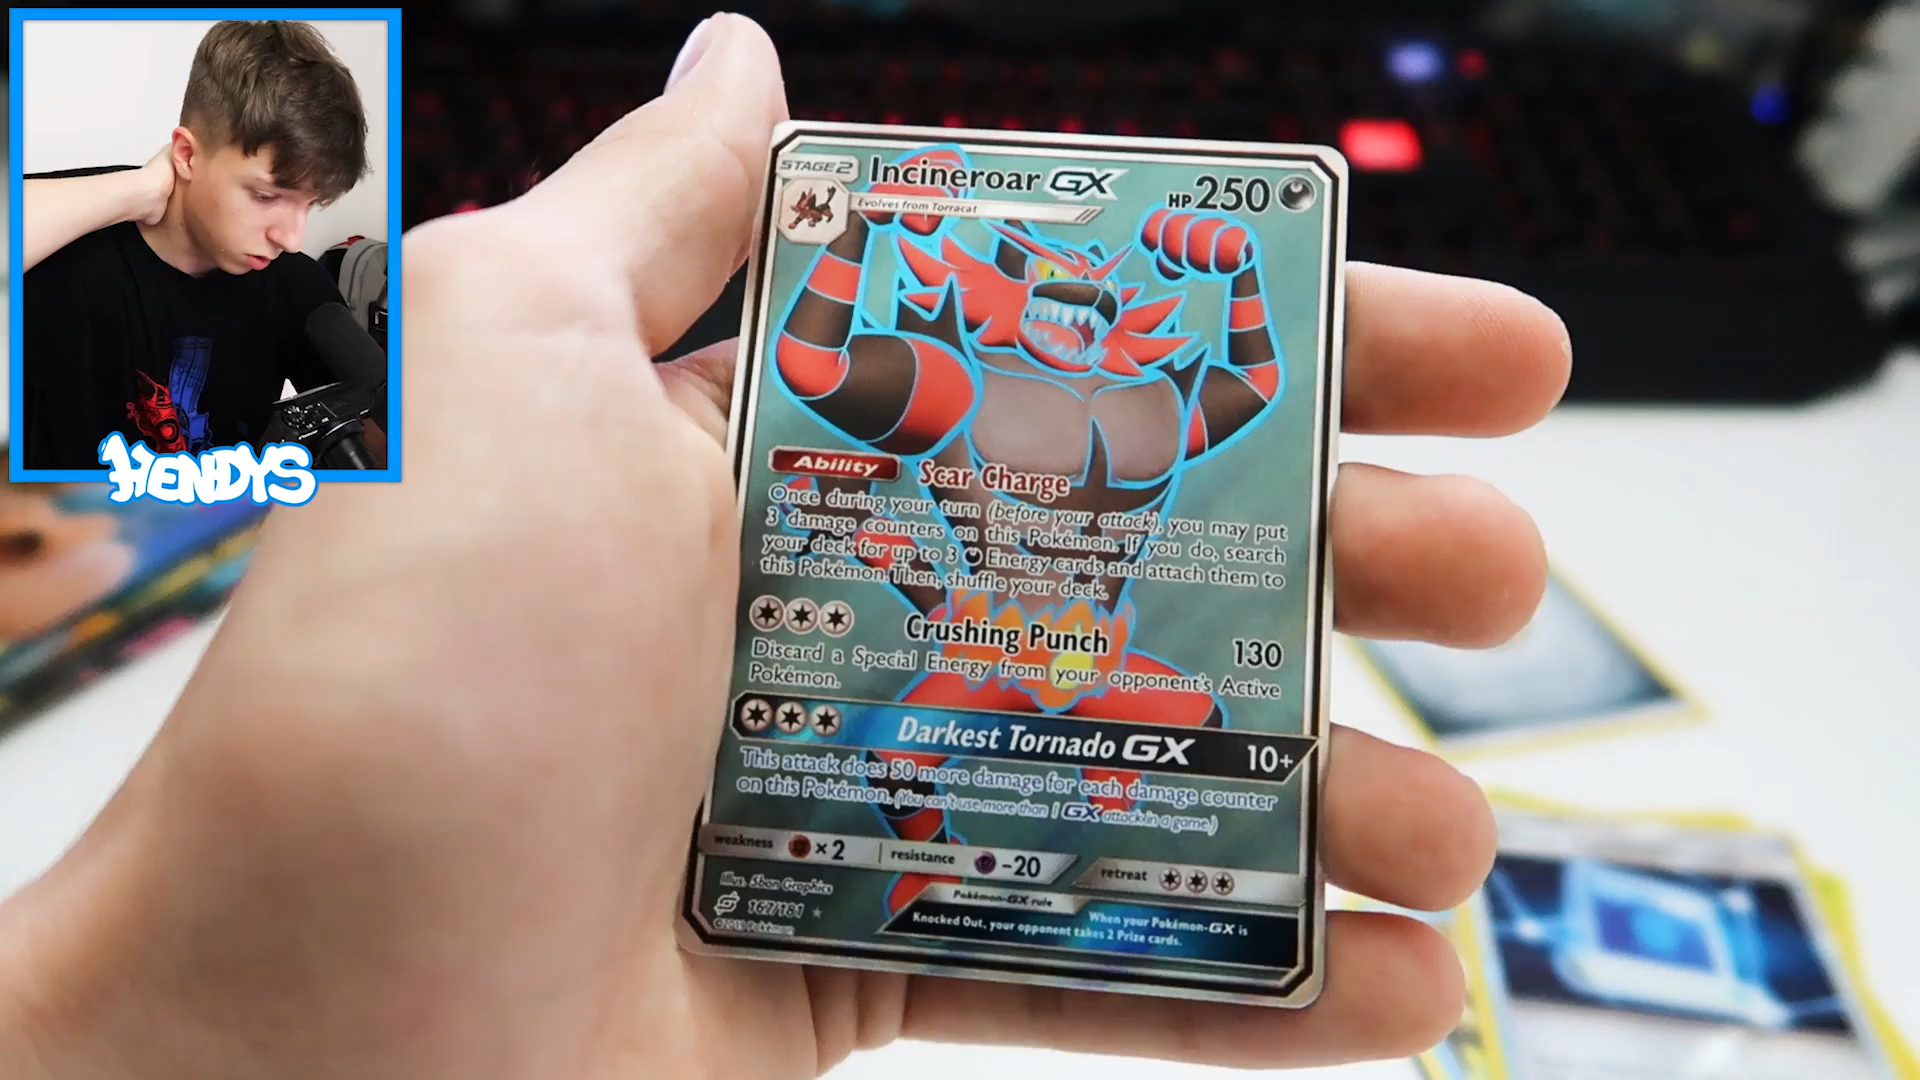 HENDYS
STAGE 2
Incineroar GX
HP 250
Evolves from Torracat
Ability Scar Charge
Once during your turn (before your attack), you may put
3 damage counters on this Pokémon. If you do, search
your deck for up to 3 Energy cards and attach them to
this Pokémon. Then, shuffle your deck.
Crushing Punch 130
Discard a Special Energy from your opponent's Active
Pokémon.
Darkest Tornado GX 10+
This attack does 50 more damage for each damage counter
on this Pokémon. (You can't use more than 1 GX attack in a game.)
weakness ×2 resistance -20 retreat
Illus. 5ban Graphics
167/181
©2019 Pokémon
Pokémon-GX rule
When your Pokémon-GX is
Knocked Out, your opponent takes 2 Prize cards.